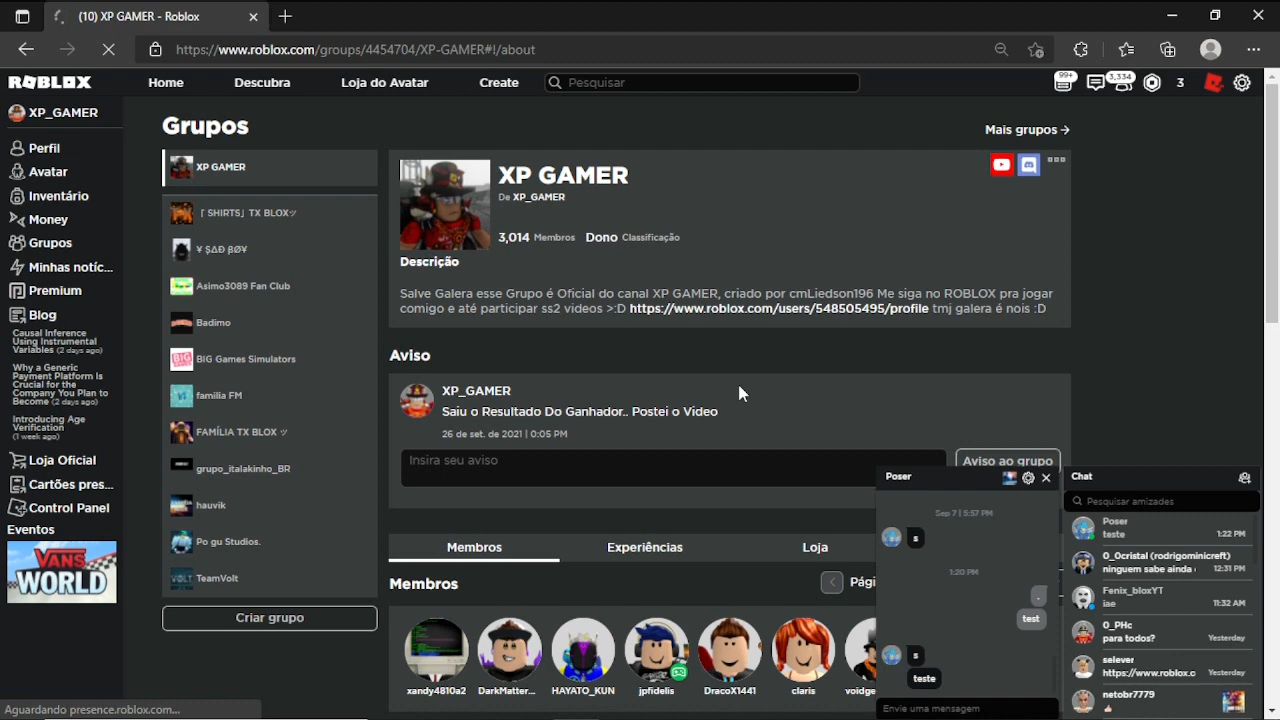 (10) XP GAMER - Roblox
https://www.roblox.com/groups/4454704/XP-GAMER#!/about
ROBLOX
Home
Descubra
Loja do Avatar
Create
Pesquisar
99+
3,334
3
XP_GAMER
Perfil
Avatar
Inventário
Money
Grupos
Minhas notíc...
Premium
Blog
Causal Inference
Using Instrumental
Variables (2 days ago)
Why a Generic
Payment Platform Is
Crucial for the
Company You Plan to
Become (2 days ago)
Introducing Age
Verification
(1 week ago)
Loja Oficial
Cartões pres...
Control Panel
Eventos
VANS
WORLD
Grupos
Mais grupos →
XP GAMER
「 SHIRTS」 TX BLOXツ
¥ ŞΔĐ βØ¥
Asimo3089 Fan Club
Badimo
BIG Games Simulators
familia FM
FAMÍLIA TX BLOX ツ
grupo_italakinho_BR
hauvik
Po gu Studios.
TeamVolt
Criar grupo
XP GAMER
De XP_GAMER
3,014 Membros Dono Classificação
Descrição
Salve Galera esse Grupo é Oficial do canal XP GAMER, criado por cmLiedson196 Me siga no ROBLOX pra jogar
comigo e até participar ss2 videos >:D https://www.roblox.com/users/548505495/profile tmj galera é nois :D
Aviso
XP_GAMER
Saiu o Resultado Do Ganhador.. Postei o Video
26 de set. de 2021 | 0:05 PM
Insira seu aviso
Aviso ao grupo
Membros
Experiências
Loja
Membros
Pági
xandy4810a2
DarkMatter...
HAYATO_KUN
jpfidelis
DracoX1441
claris
voidge
Poser
Sep 7 | 5:37 PM
s
1:20 PM
.
test
s
teste
Envie uma mensagem
Chat
Pesquisar amizades
Poser
teste
1:22 PM
0_0cristal (rodrigominicreft)
ninguem sabe ainda
12:31 PM
Fenix_bloxYT
iae
11:32 AM
0_PHc
para todos?
Yesterday
selever
https://www.roblox.c
Yesterday
netobr7779
👍🏻
Aguardando presence.roblox.com...